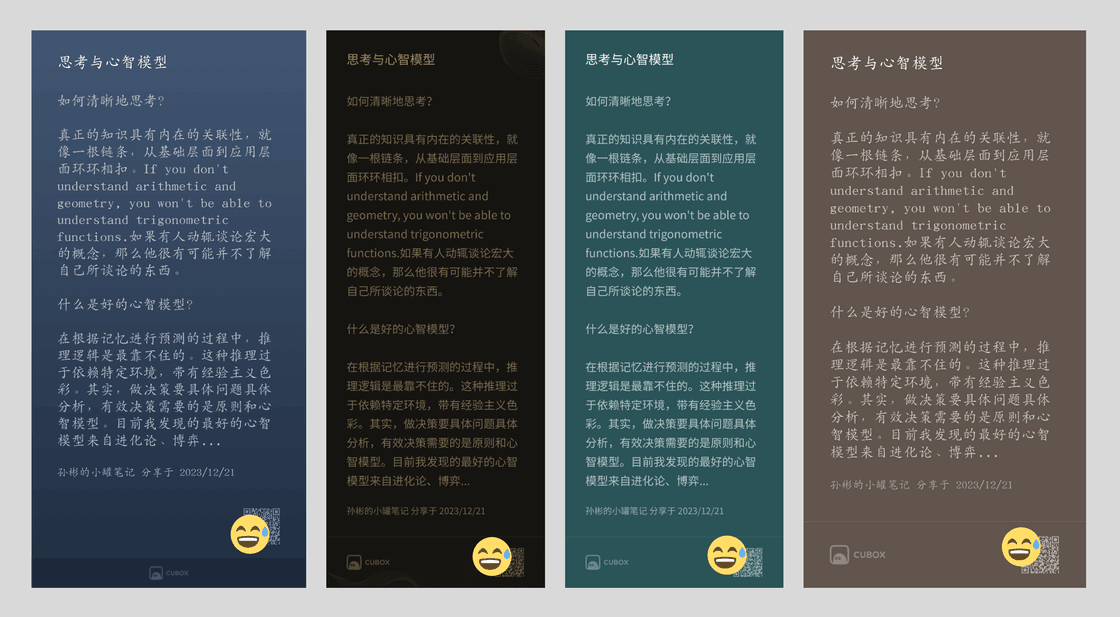 思考与心智模型
如何清晰地思考？
真正的知识具有内在的关联性，就
像一根链条，从基础层面到应用层
面环环相扣。If you don't
understand arithmetic and
geometry, you won't be able to
understand trigonometric
functions.如果有人动辄谈论宏大
的概念，那么他很有可能并不了解
自己所谈论的东西。
什么是好的心智模型？
在根据记忆进行预测的过程中，推
理逻辑是最靠不住的。这种推理过
于依赖特定环境，带有经验主义色
彩。其实，做决策要具体问题具体
分析，有效决策需要的是原则和心
智模型。目前我发现的最好的心智
模型来自进化论、博弈...
孙彬的小罐笔记 分享于 2023/12/21
CUBOX
思考与心智模型
如何清晰地思考？
真正的知识具有内在的关联性，就
像一根链条，从基础层面到应用层
面环环相扣。If you don't
understand arithmetic and
geometry, you won't be able to
understand trigonometric
functions.如果有人动辄谈论宏大
的概念，那么他很有可能并不了解
自己所谈论的东西。
什么是好的心智模型？
在根据记忆进行预测的过程中，推
理逻辑是最靠不住的。这种推理过
于依赖特定环境，带有经验主义色
彩。其实，做决策要具体问题具体
分析，有效决策需要的是原则和心
智模型。目前我发现的最好的心智
模型来自进化论、博弈...
孙彬的小罐笔记 分享于 2023/12/21
CUBOX
思考与心智模型
如何清晰地思考？
真正的知识具有内在的关联性，就
像一根链条，从基础层面到应用层
面环环相扣。If you don't
understand arithmetic and
geometry, you won't be able to
understand trigonometric
functions.如果有人动辄谈论宏大
的概念，那么他很有可能并不了解
自己所谈论的东西。
什么是好的心智模型？
在根据记忆进行预测的过程中，推
理逻辑是最靠不住的。这种推理过
于依赖特定环境，带有经验主义色
彩。其实，做决策要具体问题具体
分析，有效决策需要的是原则和心
智模型。目前我发现的最好的心智
模型来自进化论、博弈...
孙彬的小罐笔记 分享于 2023/12/21
CUBOX
思考与心智模型
如何清晰地思考？
真正的知识具有内在的关联性，就
像一根链条，从基础层面到应用层
面环环相扣。If you don't
understand arithmetic and
geometry, you won't be able to
understand trigonometric
functions.如果有人动辄谈论宏大
的概念，那么他很有可能并不了解
自己所谈论的东西。
什么是好的心智模型？
在根据记忆进行预测的过程中，推
理逻辑是最靠不住的。这种推理过
于依赖特定环境，带有经验主义色
彩。其实，做决策要具体问题具体
分析，有效决策需要的是原则和心
智模型。目前我发现的最好的心智
模型来自进化论、博弈...
孙彬的小罐笔记 分享于 2023/12/21
CUBOX